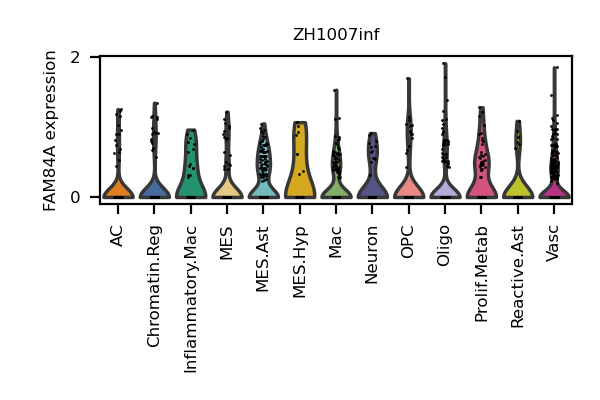 ZH1007inf
FAM84A expression
2
0
AC
Chromatin.Reg
Inflammatory.Mac
MES
MES.Ast
MES.Hyp
Mac
Neuron
OPC
Oligo
Prolif.Metab
Reactive.Ast
Vasc